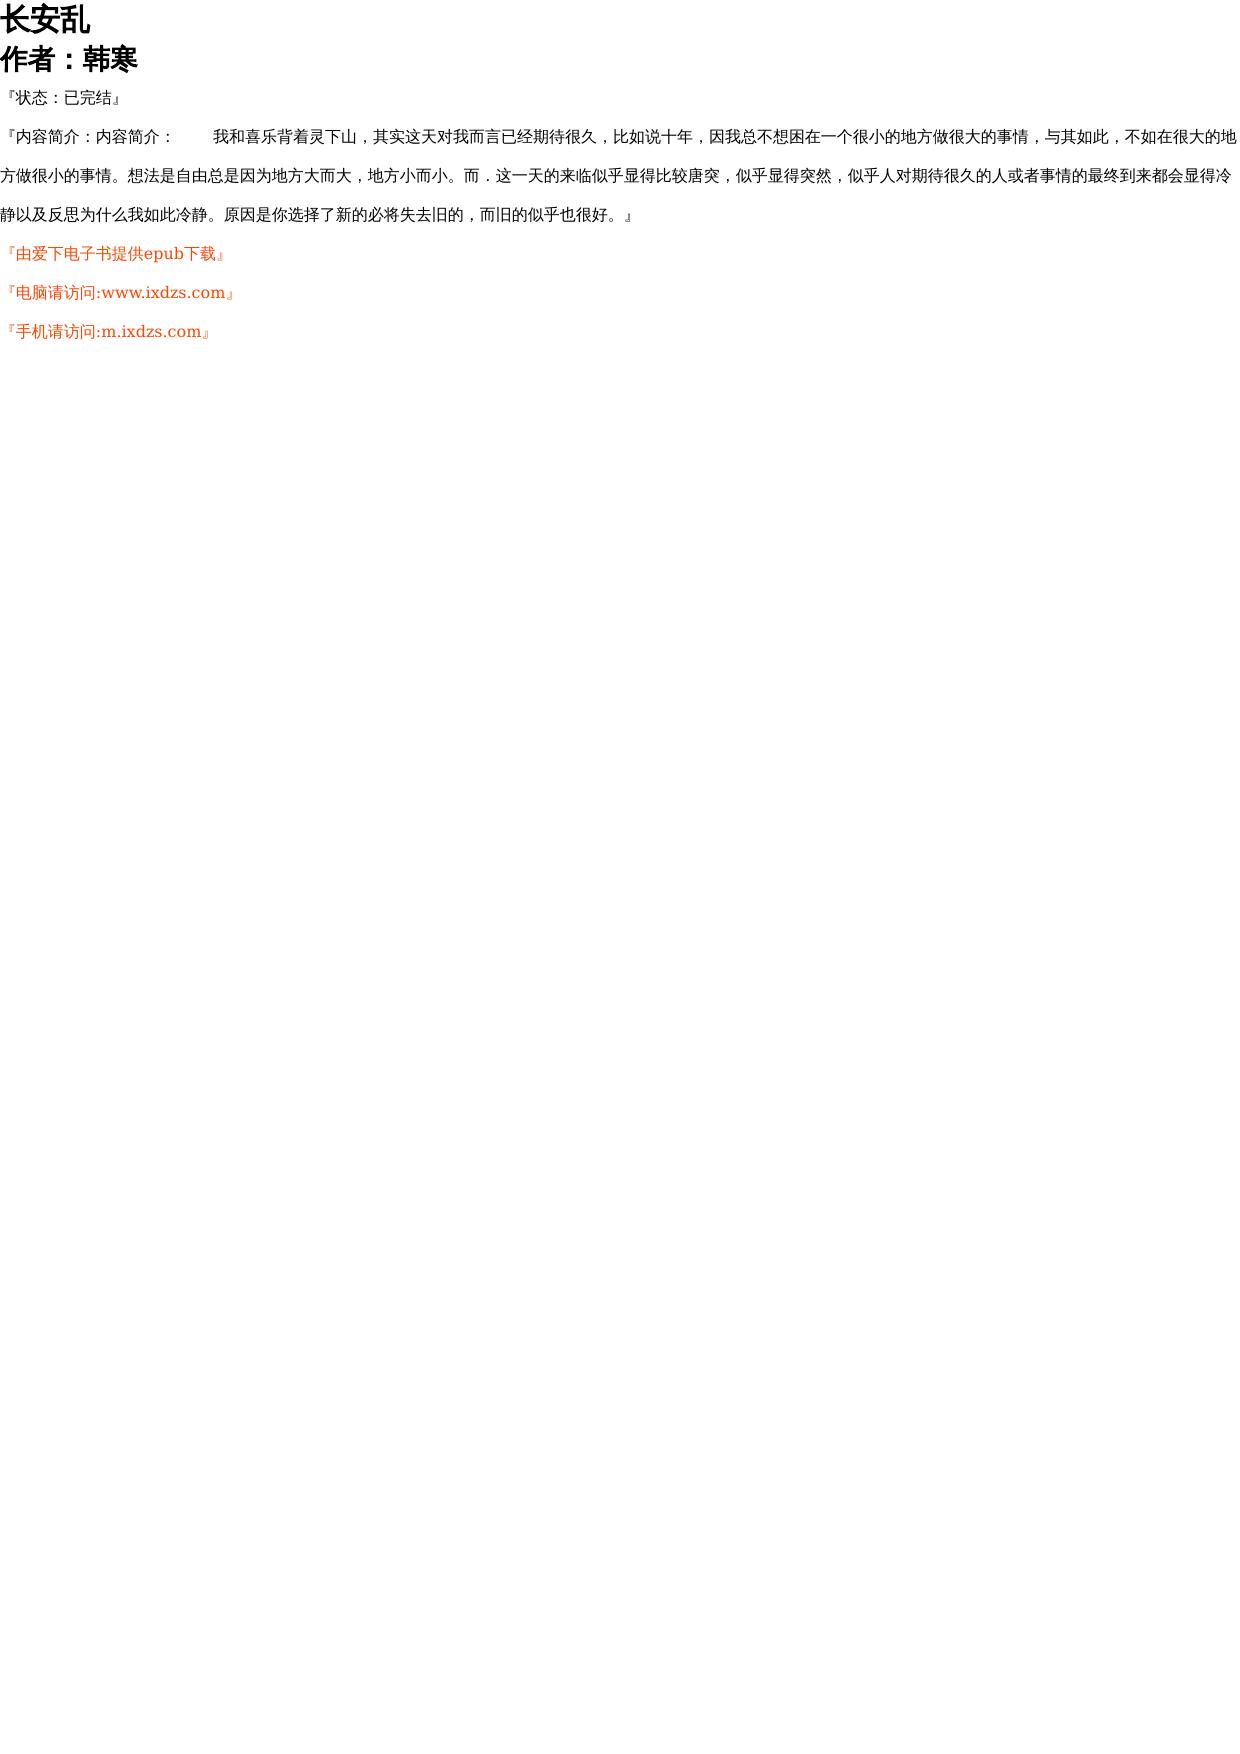 长安乱
作者：韩寒
『状态：已完结』
『内容简介：内容简介：　　我和喜乐背着灵下山，其实这天对我而言已经期待很久，比如说十年，因我总不想困在一个很小的地方做很大的事情，与其如此，不如在很大的地
方做很小的事情。想法是自由总是因为地方大而大，地方小而小。而．这一天的来临似乎显得比较唐突，似乎显得突然，似乎人对期待很久的人或者事情的最终到来都会显得冷
静以及反思为什么我如此冷静。原因是你选择了新的必将失去旧的，而旧的似乎也很好。』
『由爱下电子书提供epub下载』
『电脑请访问:www.ixdzs.com』
『手机请访问:m.ixdzs.com』